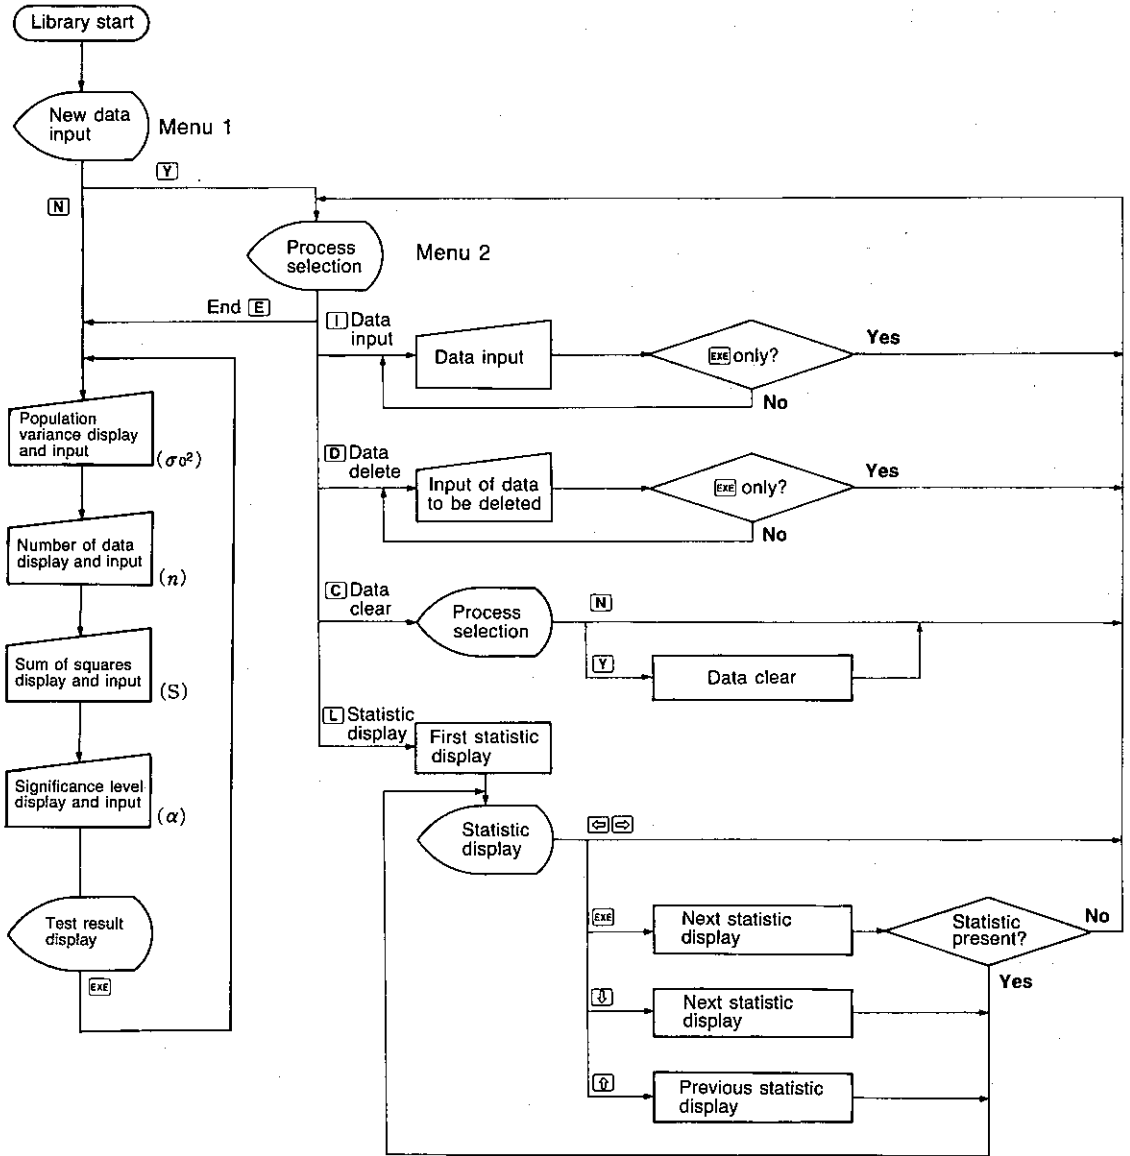 Library start
New data
input
Menu 1
Y
N
Process
selection
Menu 2
End E
I Data
input
Data input
EXE only?
Yes
No
Population
variance display
and input
(σ0²)
D Data
delete
Input of data
to be deleted
EXE only?
Yes
No
Number of data
display and input
(n)
C Data
clear
Process
selection
N
Y
Data clear
Sum of squares
display and input
(S)
L Statistic
display
First statistic
display
Significance level
display and input
(α)
Statistic
display
⇦ ⇨
Test result
display
EXE
EXE
Next statistic
display
Statistic
present?
No
Yes
⇩
Next statistic
display
⇧
Previous statistic
display